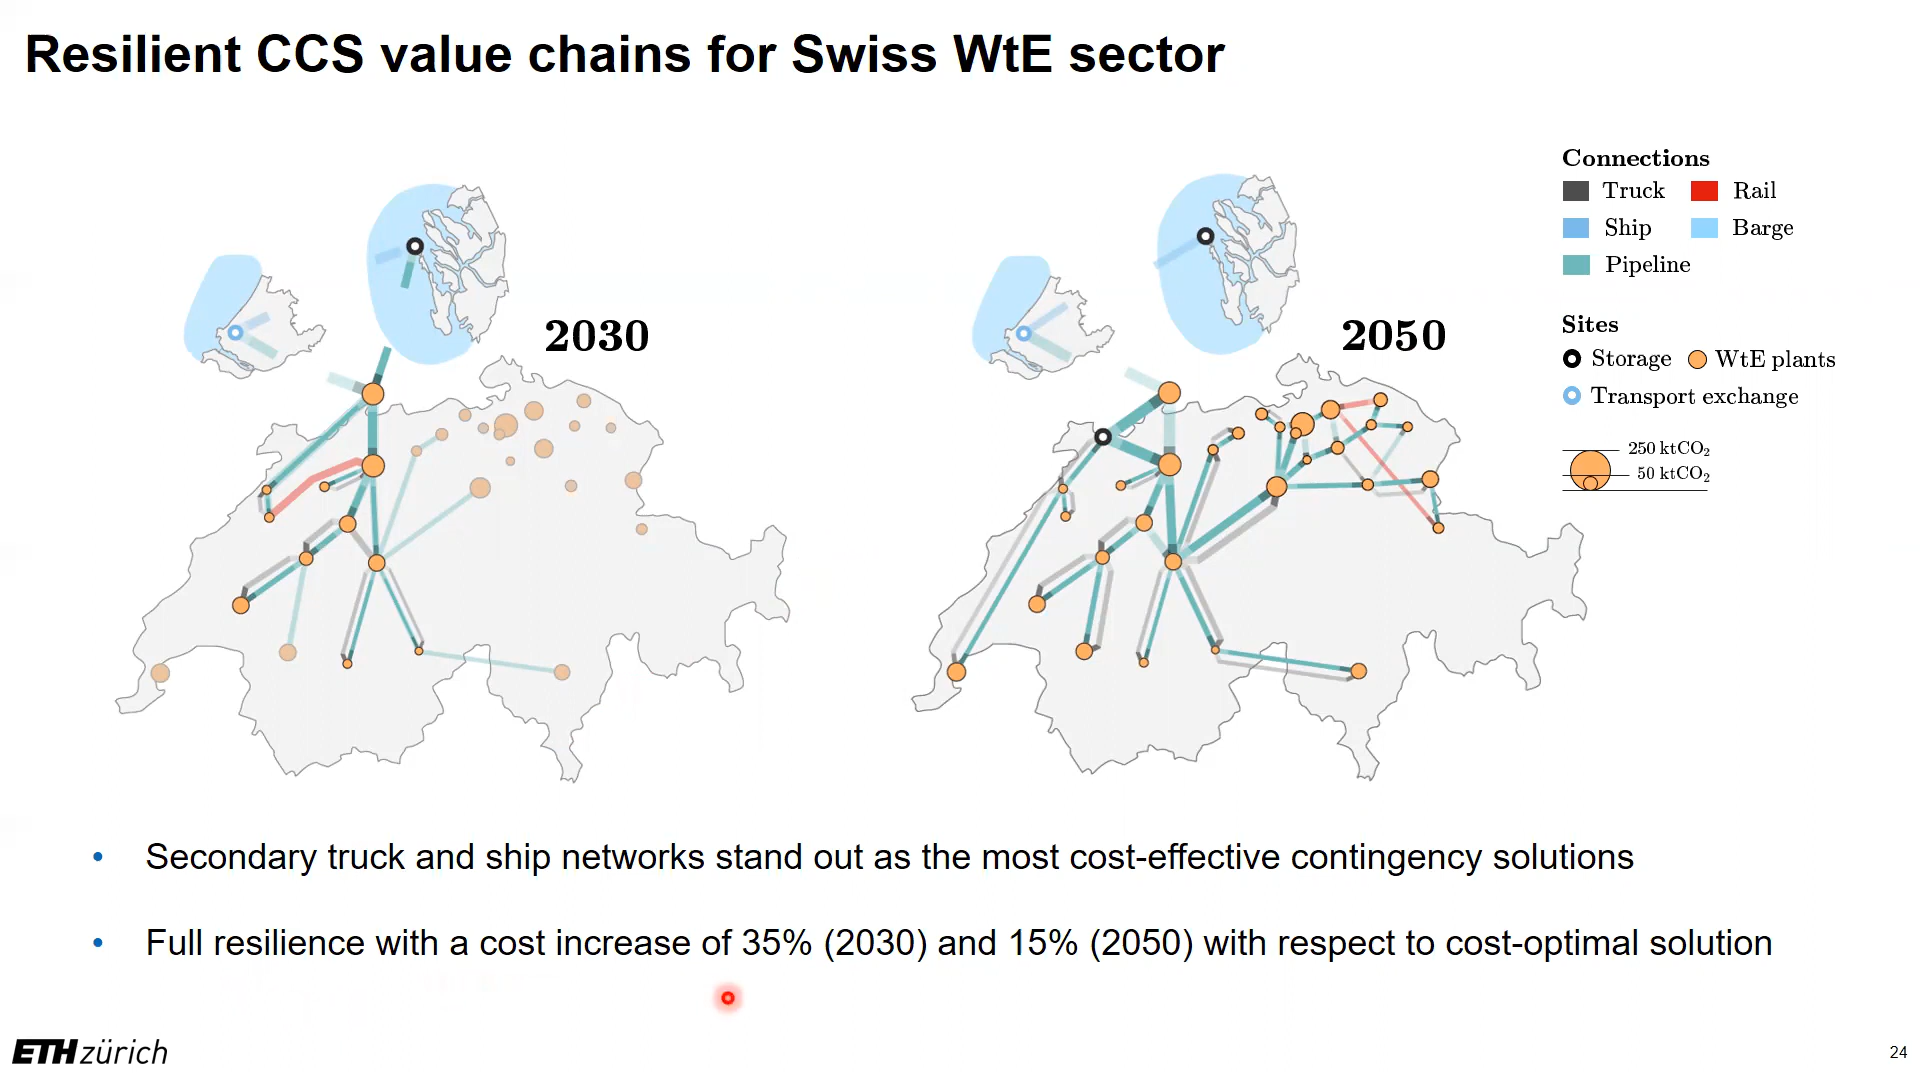 Resilient CCS value chains for Swiss WtE sector
2030
2050
Connections
Truck
Rail
Ship
Barge
Pipeline
Sites
Storage
WtE plants
Transport exchange
250 ktCO₂
50 ktCO₂
• Secondary truck and ship networks stand out as the most cost-effective contingency solutions
• Full resilience with a cost increase of 35% (2030) and 15% (2050) with respect to cost-optimal solution
ETH zürich
24